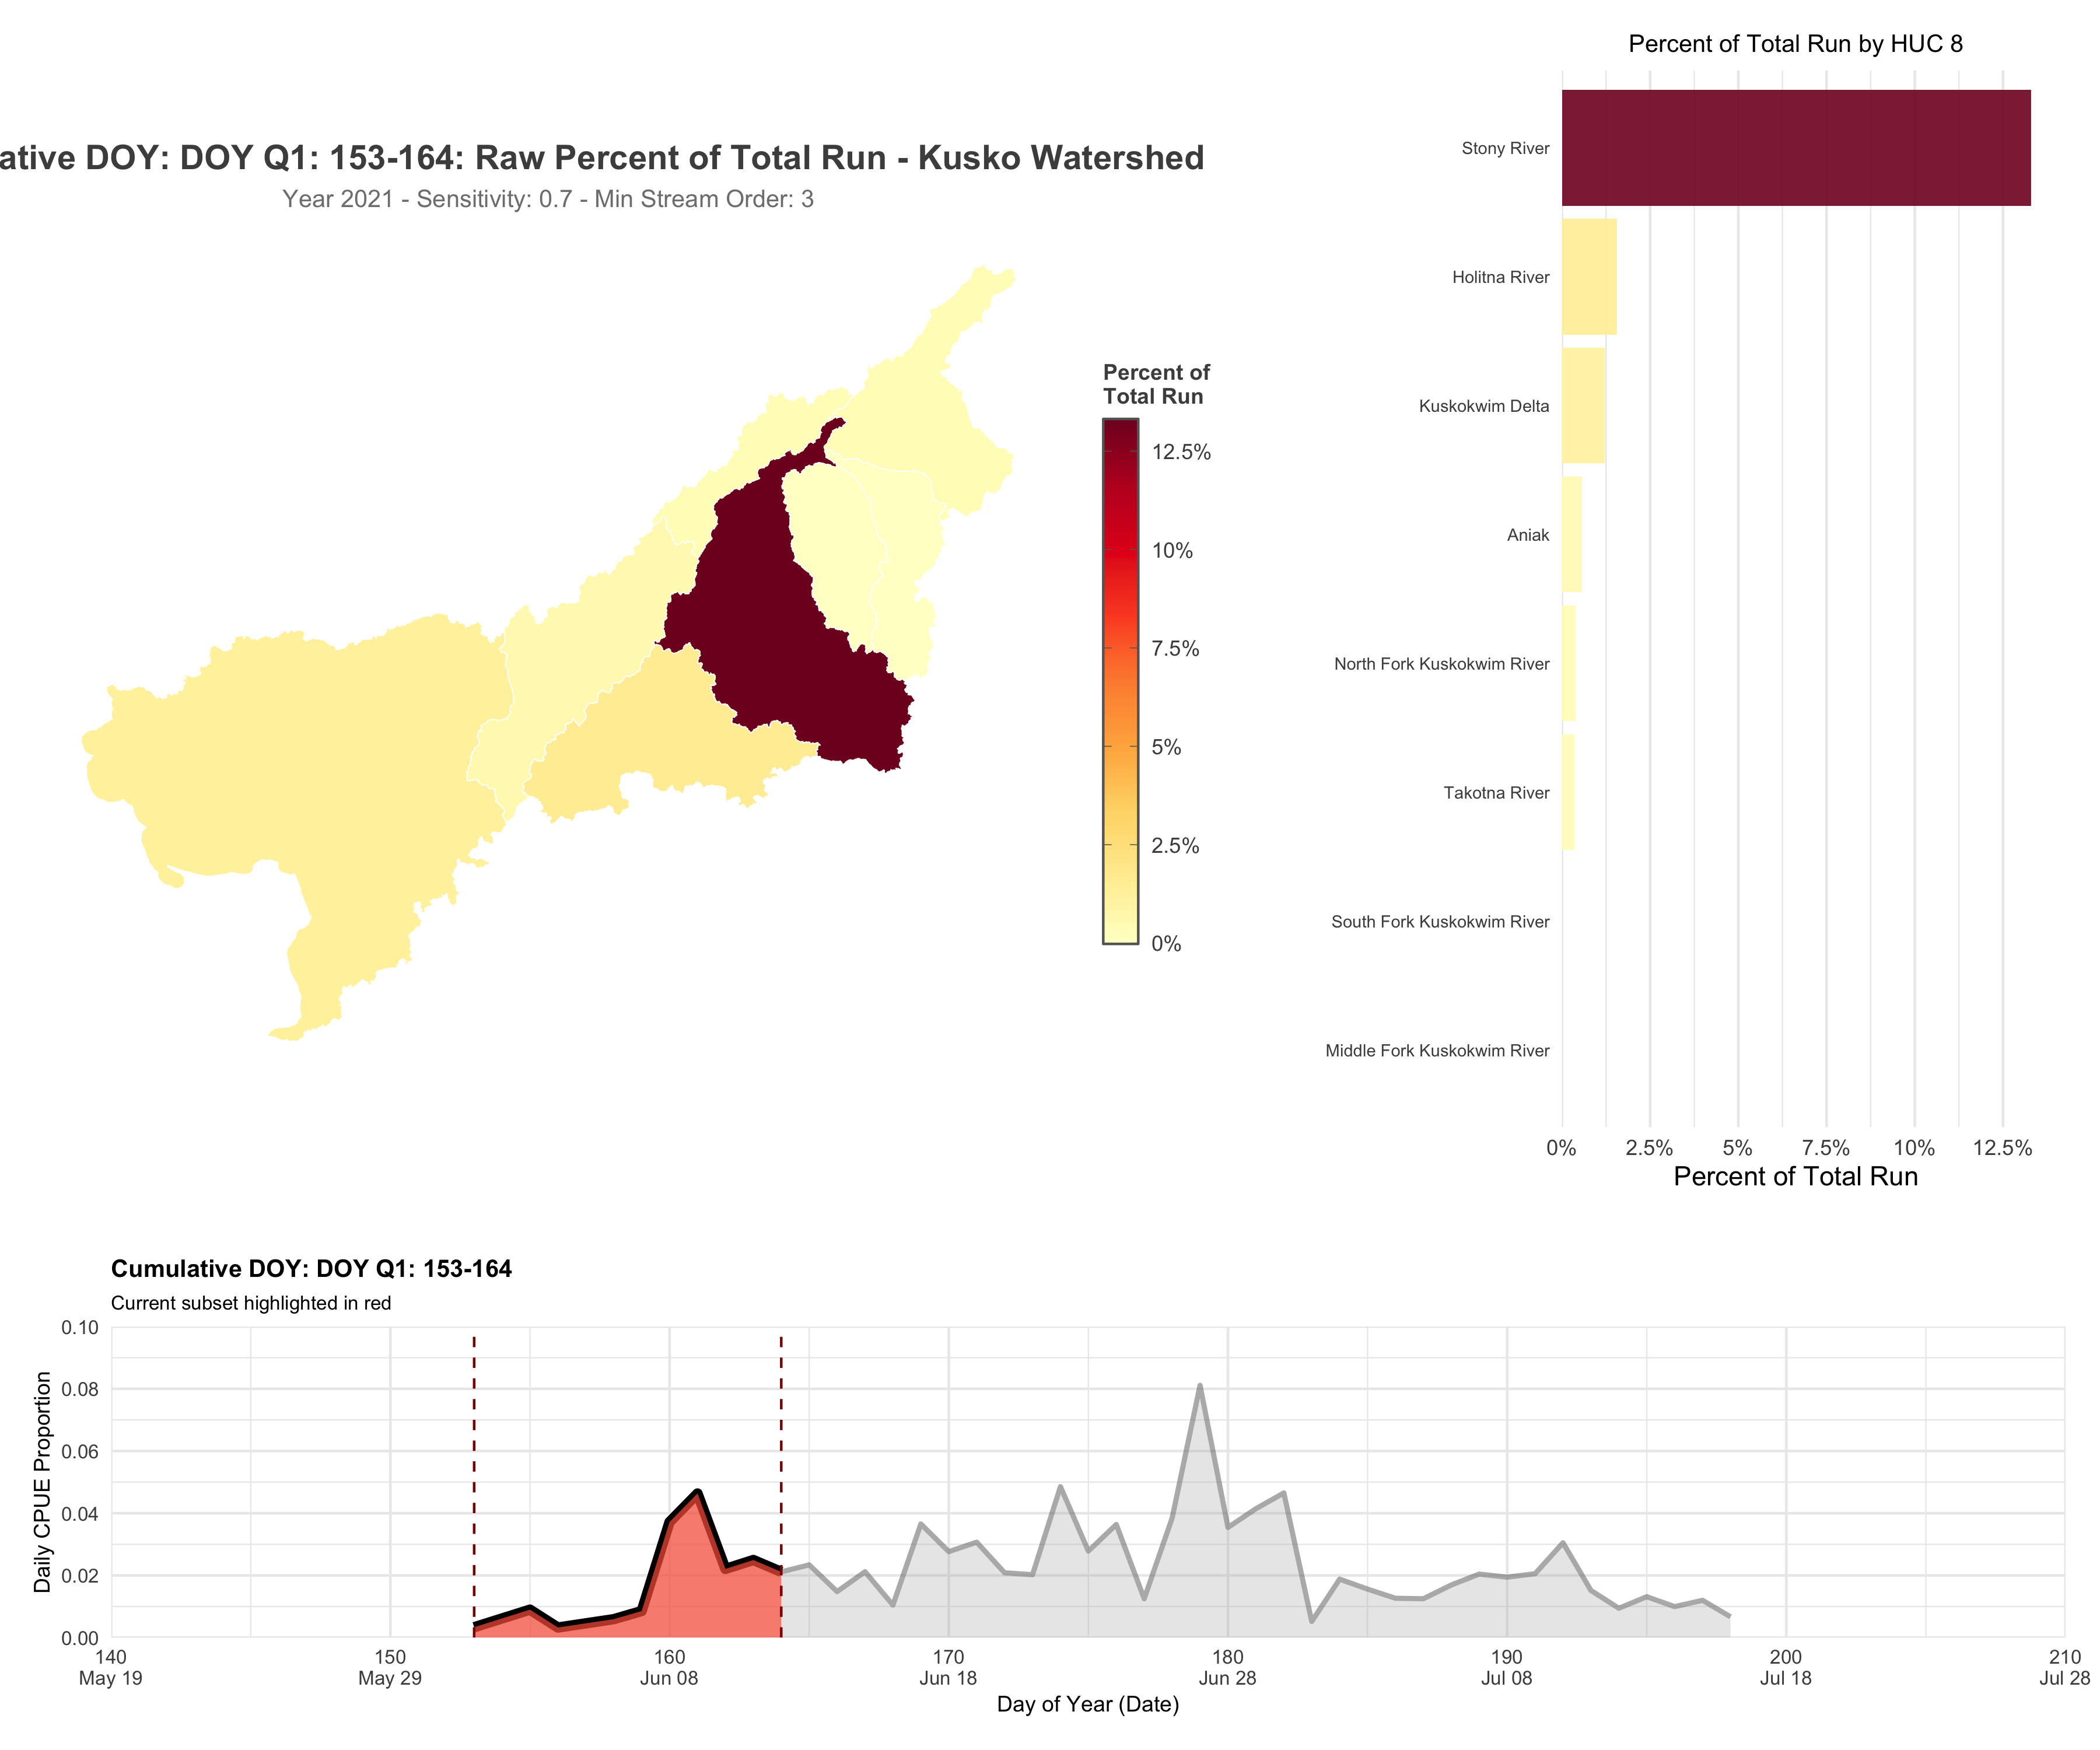 ative DOY: DOY Q1: 153-164: Raw Percent of Total Run - Kusko Watershed
Year 2021 - Sensitivity: 0.7 - Min Stream Order: 3
Percent of
Total Run
12.5%
10%
7.5%
5%
2.5%
0%
Percent of Total Run by HUC 8
Stony River
Holitna River
Kuskokwim Delta
Aniak
North Fork Kuskokwim River
Takotna River
South Fork Kuskokwim River
Middle Fork Kuskokwim River
0% 2.5% 5% 7.5% 10% 12.5%
Percent of Total Run
Cumulative DOY: DOY Q1: 153-164
Current subset highlighted in red
Daily CPUE Proportion
0.10
0.08
0.06
0.04
0.02
0.00
140 150 160 170 180 190 200 210
May 19 May 29 Jun 08 Jun 18 Jun 28 Jul 08 Jul 18 Jul 28
Day of Year (Date)